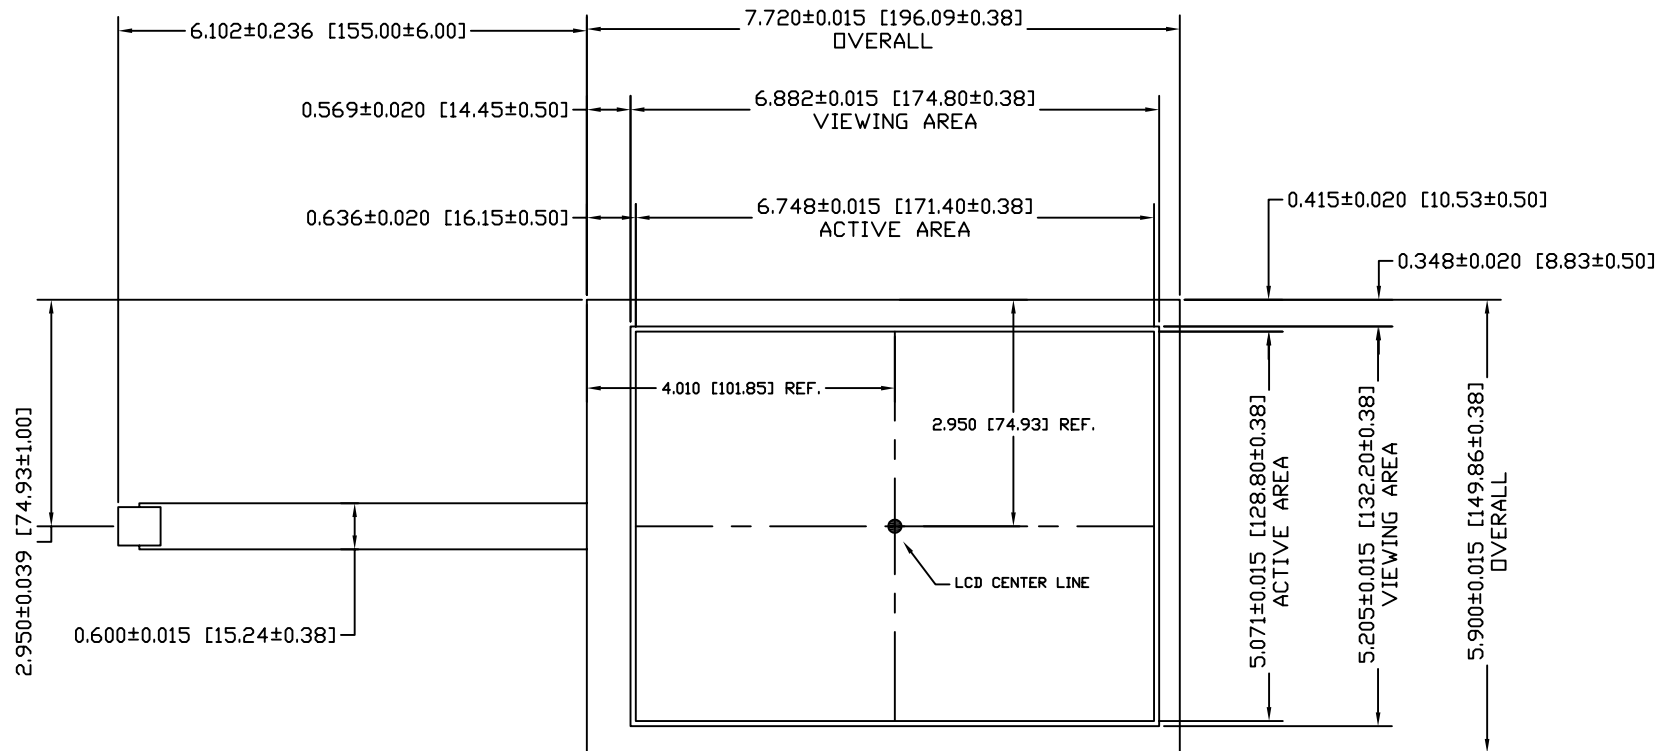 7.720±0.015 [196.09±0.38]
OVERALL
6.102±0.236 [155.00±6.00]
6.882±0.015 [174.80±0.38]
VIEWING AREA
0.569±0.020 [14.45±0.50]
6.748±0.015 [171.40±0.38]
ACTIVE AREA
0.636±0.020 [16.15±0.50]
0.415±0.020 [10.53±0.50]
0.348±0.020 [8.83±0.50]
4.010 [101.85] REF.
2.950 [74.93] REF.
2.950±0.039 [74.93±1.00]
LCD CENTER LINE
0.600±0.015 [15.24±0.38]
5.071±0.015 [128.80±0.38]
ACTIVE AREA
5.205±0.015 [132.20±0.38]
VIEWING AREA
5.900±0.015 [149.86±0.38]
OVERALL